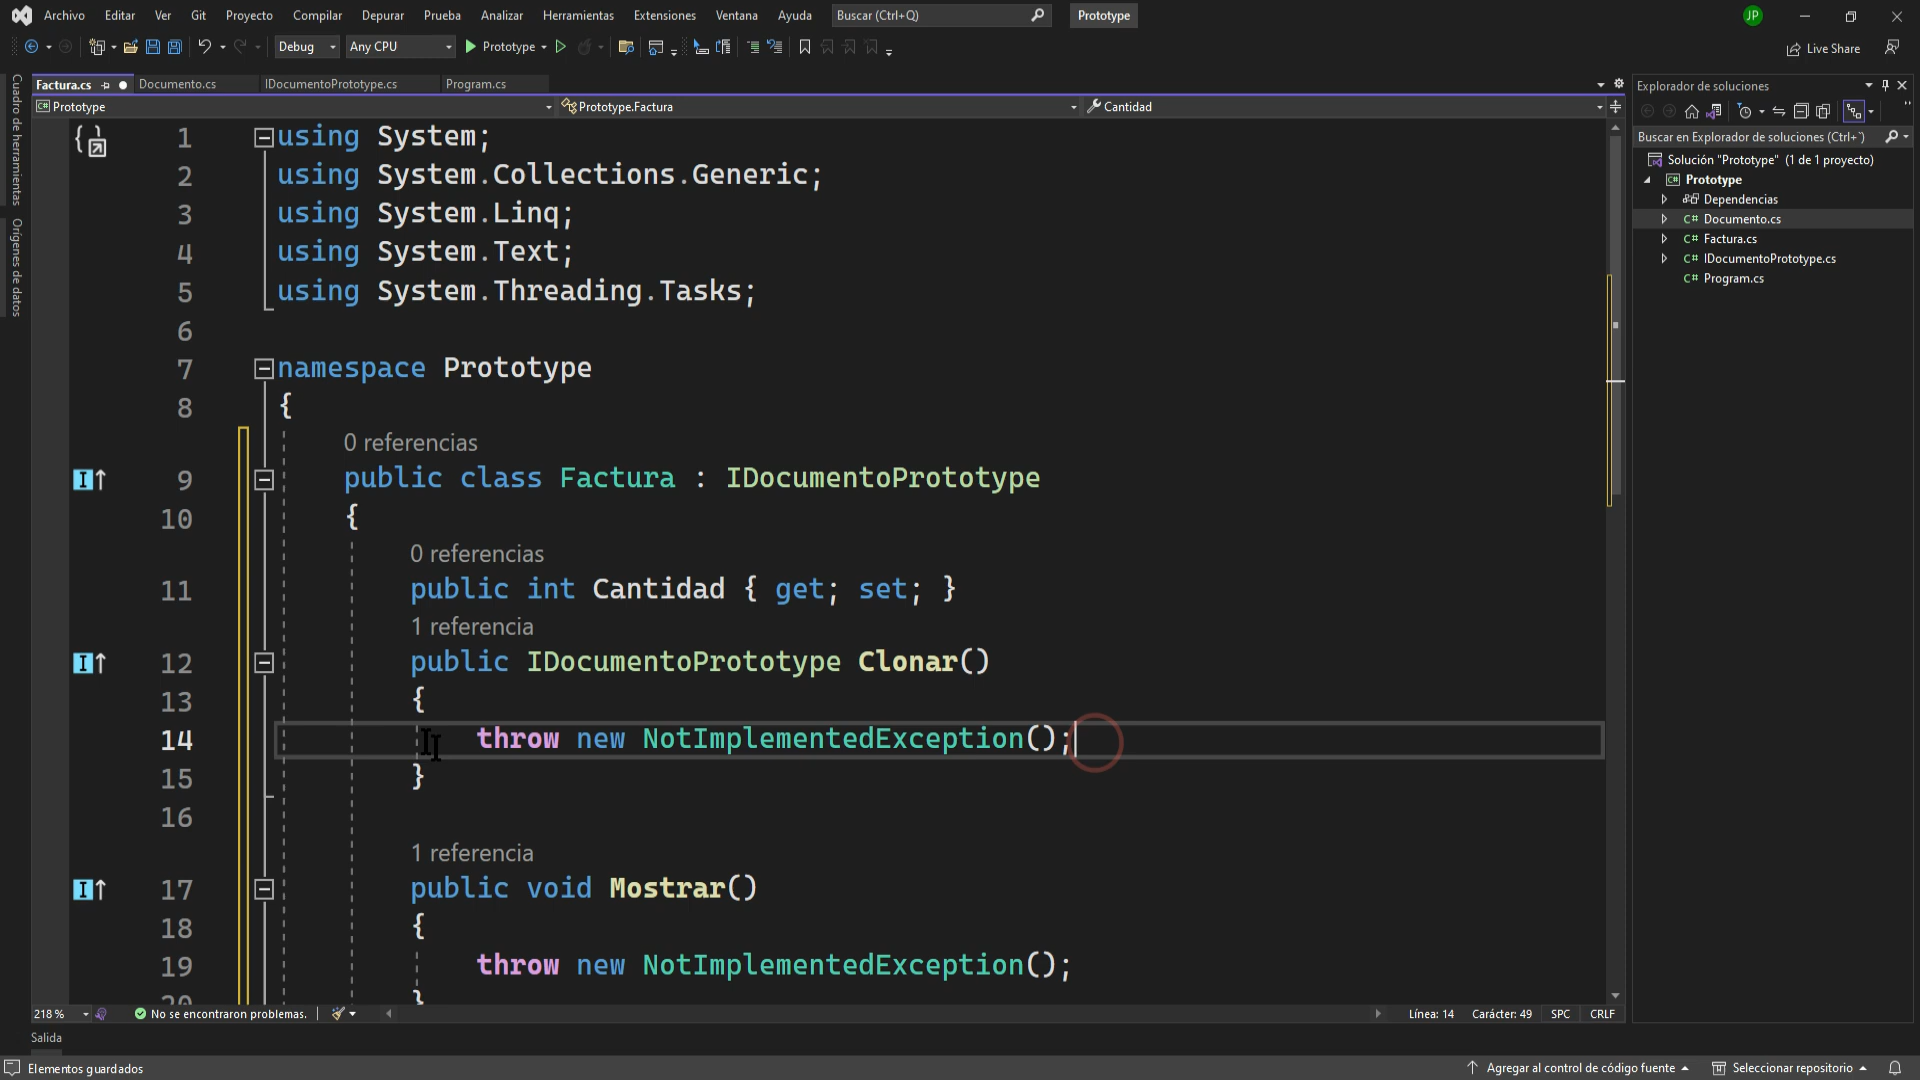 Archivo Editar Ver Git Proyecto Compilar Depurar Prueba Analizar Herramientas Extensiones Ventana Ayuda Buscar (Ctrl+Q) Prototype JP
Debug Any CPU Prototype Live Share
Cuadro de herramientas
Orígenes de datos
Factura.cs Documento.cs IDocumentoPrototype.cs Program.cs
Prototype Prototype.Factura Cantidad
1 using System;
2 using System.Collections.Generic;
3 using System.Linq;
4 using System.Text;
5 using System.Threading.Tasks;
6
7 namespace Prototype
8 {
0 referencias
9 public class Factura : IDocumentoPrototype
10 {
0 referencias
11 public int Cantidad { get; set; }
1 referencia
12 public IDocumentoPrototype Clonar()
13 {
14 throw new NotImplementedException();
15 }
16
1 referencia
17 public void Mostrar()
18 {
19 throw new NotImplementedException();
20 }
218 % No se encontraron problemas. Línea: 14 Carácter: 49 SPC CRLF
Salida
Elementos guardados Agregar al control de código fuente Seleccionar repositorio
Explorador de soluciones
Buscar en Explorador de soluciones (Ctrl+`)
Solución "Prototype" (1 de 1 proyecto)
Prototype
Dependencias
C# Documento.cs
C# Factura.cs
C# IDocumentoPrototype.cs
C# Program.cs